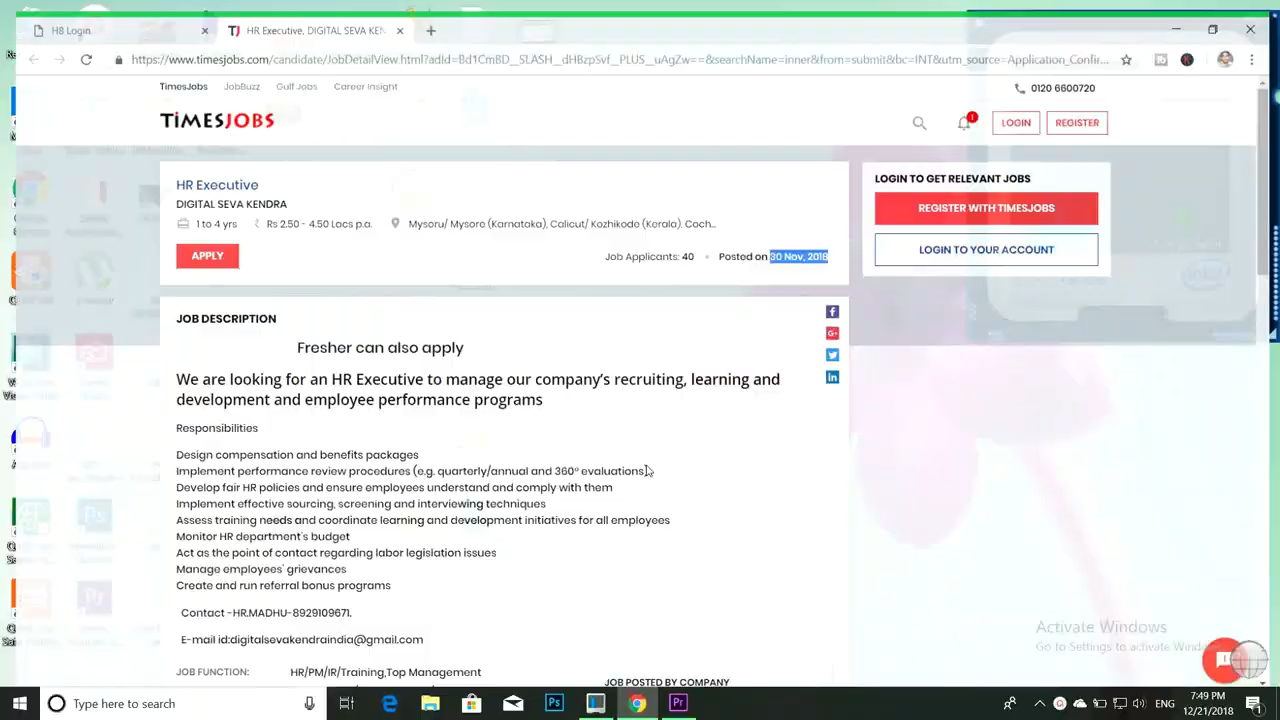 H8 Login
HR Executive, DIGITAL SEVA KEN
https://www.timesjobs.com/candidate/JobDetailView.html?adId=Bd1CmBD__SLASH__dHBzpSvf__PLUS__uAgZw==&searchName=inner&from=submit&bc=INT&utm_source=Application_Confir...
TimesJobs JobBuzz Gulf Jobs Career Insight
0120 6600720
TIMESJOBS
1
LOGIN
REGISTER
HR Executive
DIGITAL SEVA KENDRA
1 to 4 yrs Rs 2.50 - 4.50 Lacs p.a. Mysoru/ Mysore (Karnataka), Calicut/ Kozhikode (Kerala), Coch...
APPLY
Job Applicants: 40 Posted on 30 Nov, 2018
LOGIN TO GET RELEVANT JOBS
REGISTER WITH TIMESJOBS
LOGIN TO YOUR ACCOUNT
JOB DESCRIPTION
Fresher can also apply
We are looking for an HR Executive to manage our company's recruiting, learning and
development and employee performance programs
Responsibilities
Design compensation and benefits packages
Implement performance review procedures (e.g. quarterly/annual and 360° evaluations)
Develop fair HR policies and ensure employees understand and comply with them
Implement effective sourcing, screening and interviewing techniques
Assess training needs and coordinate learning and development initiatives for all employees
Monitor HR department's budget
Act as the point of contact regarding labor legislation issues
Manage employees' grievances
Create and run referral bonus programs
Contact -HR.MADHU-8929109671.
E-mail id:digitalsevakendraindia@gmail.com
JOB FUNCTION: HR/PM/IR/Training,Top Management
JOB POSTED BY COMPANY
Activate Windows
Go to Settings to activate Windo
Type here to search
ENG
7:49 PM
12/21/2018